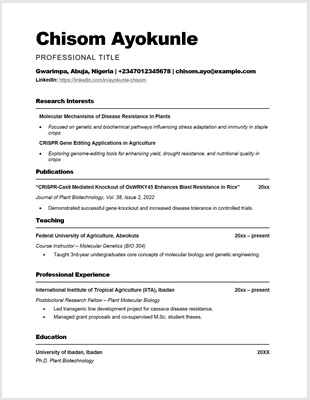 Chisom Ayokunle
PROFESSIONAL TITLE
Gwarimpa, Abuja, Nigeria | +2347012345678 | chisom.ayo@example.com
LinkedIn: https://linkedin.com/in/ayokunle-chisom
Research Interests
Molecular Mechanisms of Disease Resistance in Plants
• Focused on genetic and biochemical pathways influencing stress adaptation and immunity in staple
crops
CRISPR Gene Editing Applications in Agriculture
• Exploring genome-editing tools for enhancing yield, drought resistance, and nutritional quality in
crops
Publications
“CRISPR-Cas9 Mediated Knockout of OsWRKY45 Enhances Blast Resistance in Rice” 20xx
Journal of Plant Biotechnology, Vol. 38, Issue 2, 2022
• Demonstrated successful gene knockout and increased disease tolerance in controlled trials.
Teaching
Federal University of Agriculture, Abeokuta 20xx – present
Course Instructor – Molecular Genetics (BIO 304)
• Taught 3rd-year undergraduates core concepts of molecular biology and genetic engineering.
Professional Experience
International Institute of Tropical Agriculture (IITA), Ibadan 20xx – present
Postdoctoral Research Fellow – Plant Molecular Biology
• Led transgenic line development project for cassava disease resistance.
• Managed grant proposals and co-supervised M.Sc. student theses.
Education
University of Ibadan, Ibadan 20XX
Ph.D. Plant Biotechnology